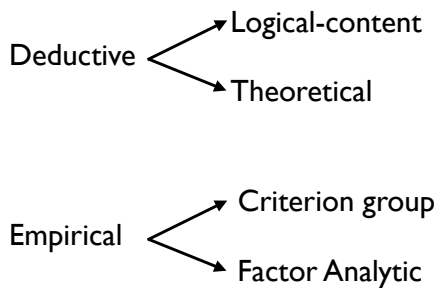 Logical-content
Deductive
Theoretical
Criterion group
Empirical
Factor Analytic